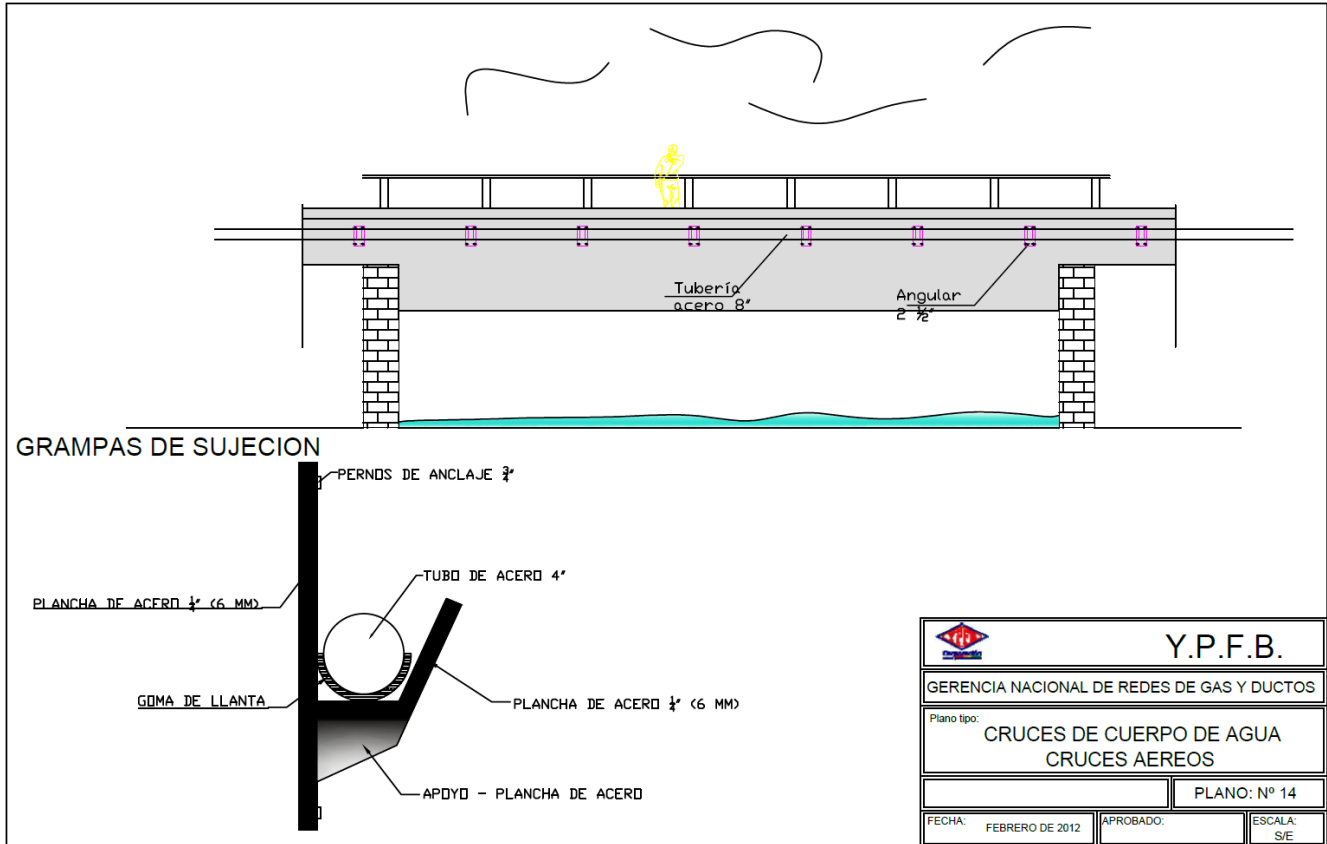 Tubería
acero 8"
Angular
2 ½"
GRAMPAS DE SUJECION
PERNOS DE ANCLAJE ¾"
TUBO DE ACERO 4"
PLANCHA DE ACERO ¼" (6 MM)
GOMA DE LLANTA
PLANCHA DE ACERO ¼" (6 MM)
APOYO - PLANCHA DE ACERO
Y.P.F.B.
GERENCIA NACIONAL DE REDES DE GAS Y DUCTOS
Plano tipo:
CRUCES DE CUERPO DE AGUA
CRUCES AEREOS
PLANO: Nº 14
FECHA: FEBRERO DE 2012
APROBADO:
ESCALA:
S/E